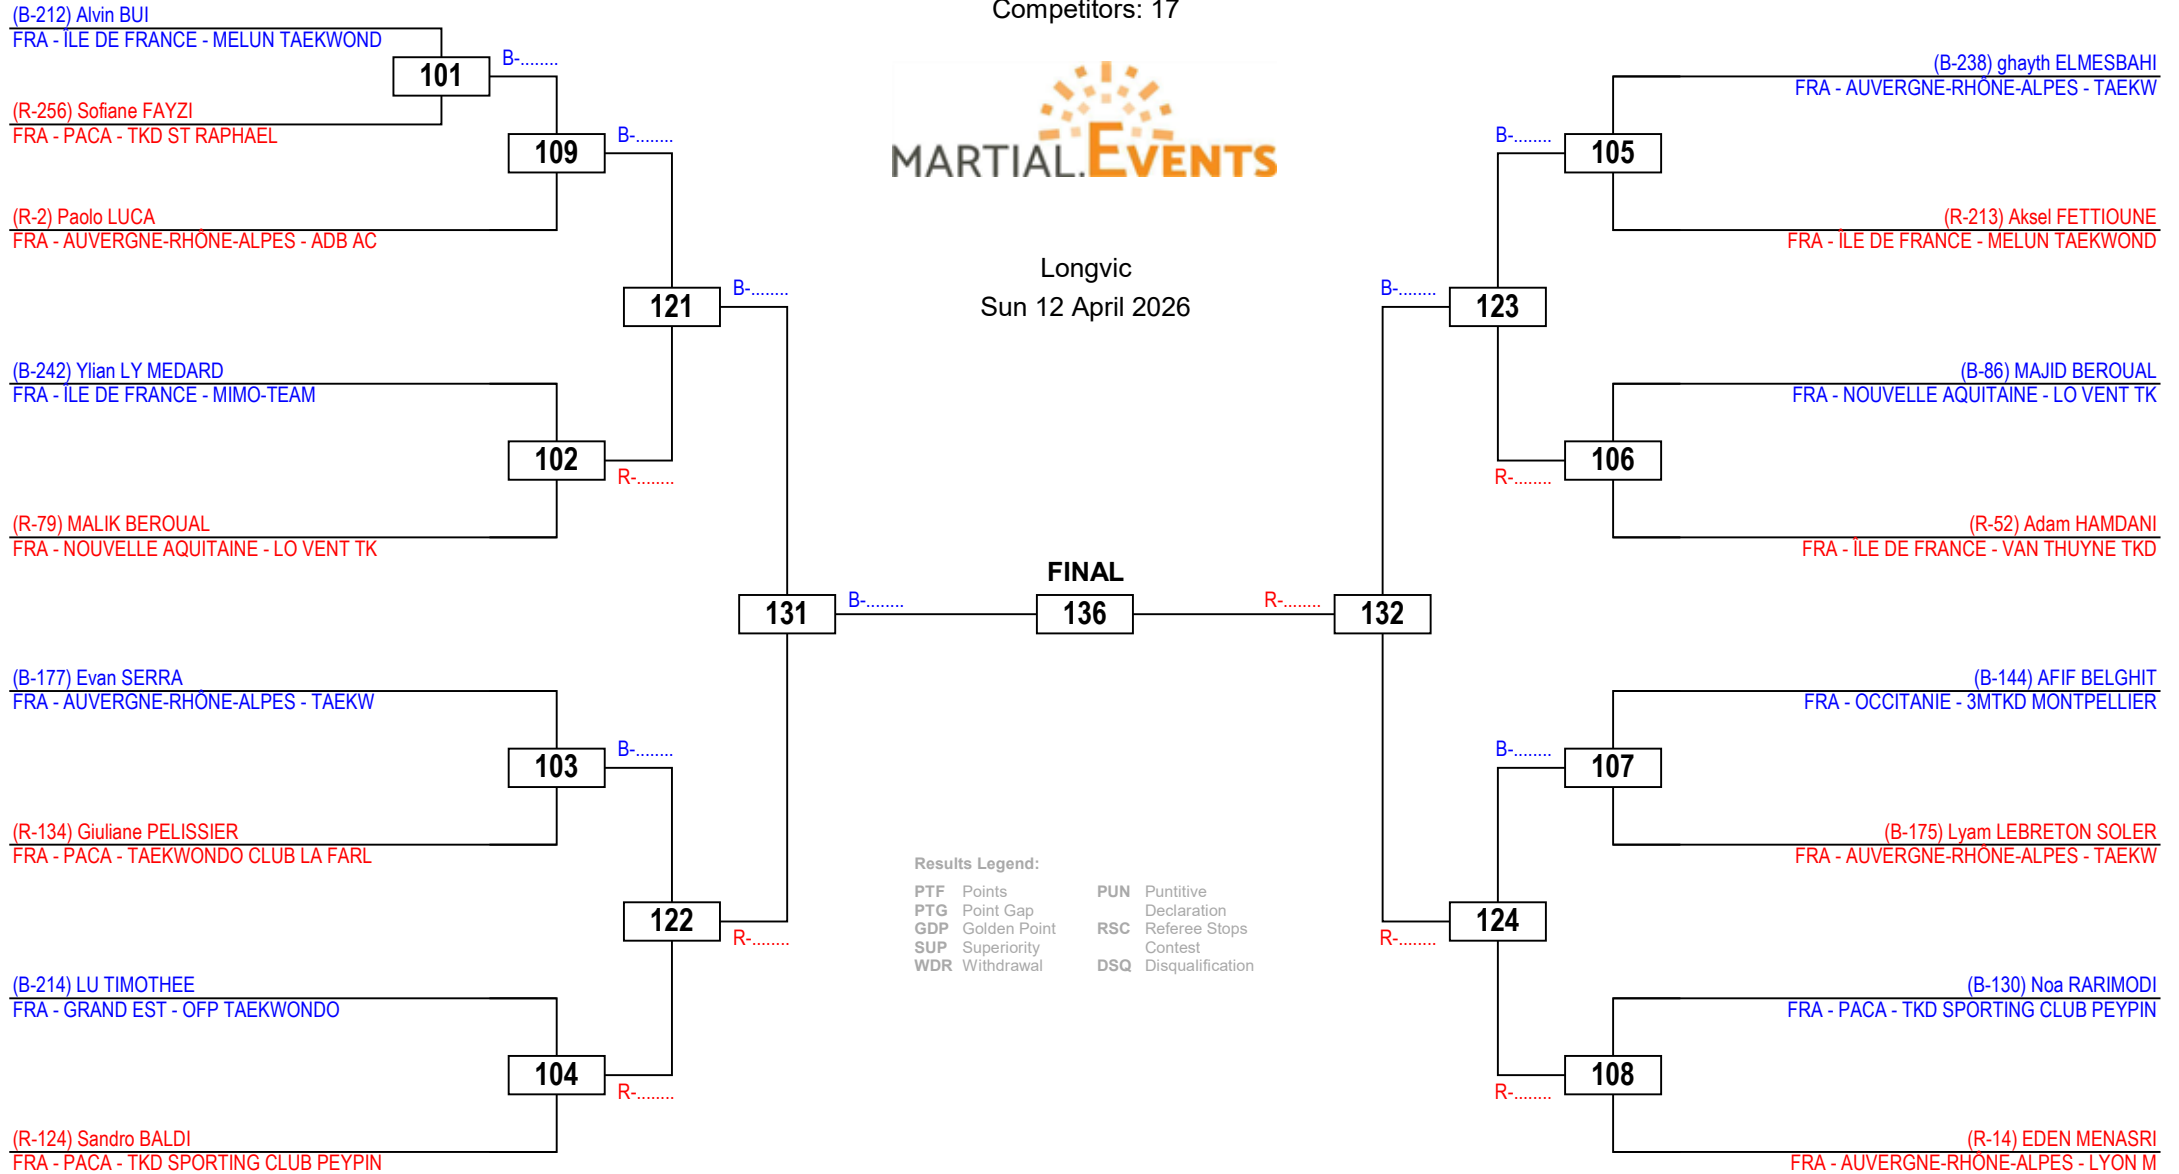 Competitors: 17
MARTIAL.EVENTS
Longvic
Sun 12 April 2026
(B-212) Alvin BUI
FRA - ÎLE DE FRANCE - MELUN TAEKWOND
101
B-........
(R-256) Sofiane FAYZI
FRA - PACA - TKD ST RAPHAEL
109
B-........
(R-2) Paolo LUCA
FRA - AUVERGNE-RHÔNE-ALPES - ADB AC
121
B-........
(B-242) Ylian LY MEDARD
FRA - ÎLE DE FRANCE - MIMO-TEAM
102
R-........
(R-79) MALIK BEROUAL
FRA - NOUVELLE AQUITAINE - LO VENT TK
131
B-........
(B-177) Evan SERRA
FRA - AUVERGNE-RHÔNE-ALPES - TAEKW
103
B-........
(R-134) Giuliane PELISSIER
FRA - PACA - TAEKWONDO CLUB LA FARL
122
R-........
(B-214) LU TIMOTHEE
FRA - GRAND EST - OFP TAEKWONDO
104
R-........
(R-124) Sandro BALDI
FRA - PACA - TKD SPORTING CLUB PEYPIN
FINAL
136
(B-238) ghayth ELMESBAHI
FRA - AUVERGNE-RHÔNE-ALPES - TAEKW
B-........
105
(R-213) Aksel FETTIOUNE
FRA - ÎLE DE FRANCE - MELUN TAEKWOND
B-........
123
(B-86) MAJID BEROUAL
FRA - NOUVELLE AQUITAINE - LO VENT TK
106
R-........
(R-52) Adam HAMDANI
FRA - ÎLE DE FRANCE - VAN THUYNE TKD
R-........
132
(B-144) AFIF BELGHIT
FRA - OCCITANIE - 3MTKD MONTPELLIER
B-........
107
(B-175) Lyam LEBRETON SOLER
FRA - AUVERGNE-RHÔNE-ALPES - TAEKW
124
R-........
(B-130) Noa RARIMODI
FRA - PACA - TKD SPORTING CLUB PEYPIN
108
R-........
(R-14) EDEN MENASRI
FRA - AUVERGNE-RHÔNE-ALPES - LYON M
Results Legend:
PTF Points
PTG Point Gap
GDP Golden Point
SUP Superiority
WDR Withdrawal
PUN Puntitive
Declaration
RSC Referee Stops
Contest
DSQ Disqualification